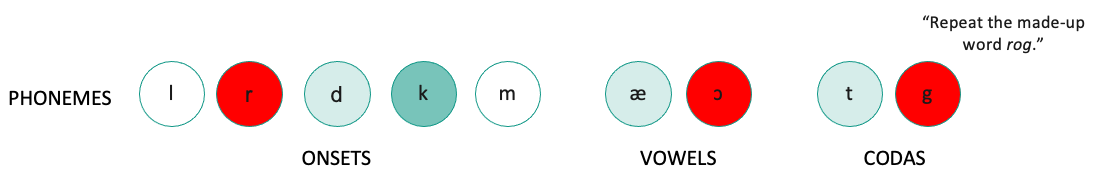 “Repeat the made-up
word rog.”
PHONEMES l r d k m æ ɔ t g
ONSETS VOWELS CODAS